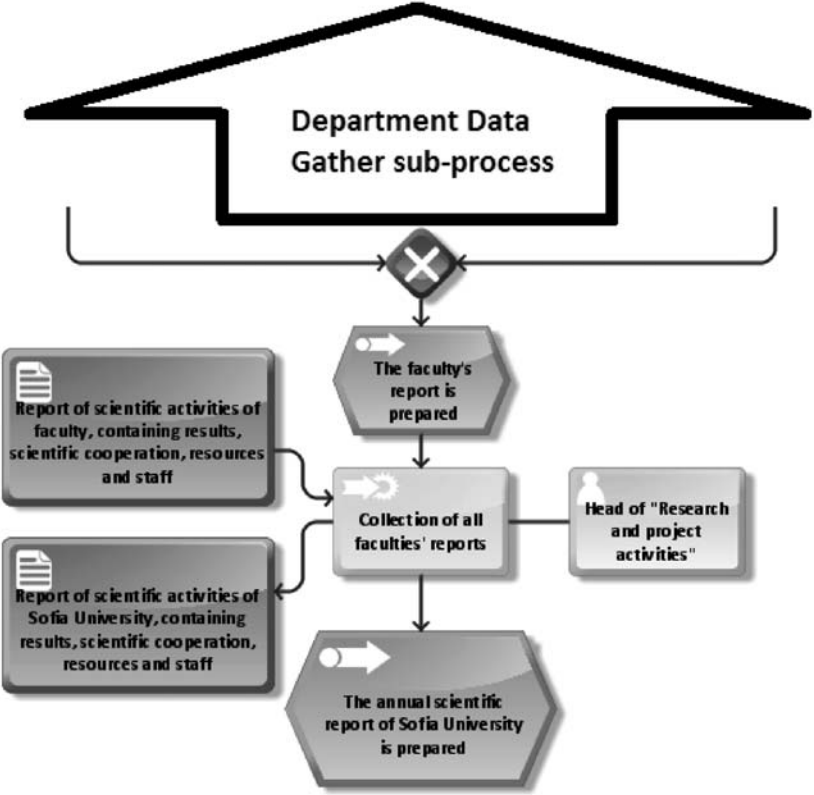 Department Data
Gather sub-process
The faculty's
report is
prepared
Report of scientific activities of
faculty, containing results,
scientific cooperation, resources
and staff
Collection of all
faculties' reports
Head of "Research
and project
activities"
Report of scientific activities of
Sofia University, containing
results, scientific cooperation,
resources and staff
The annual scientific
report of Sofia University
is prepared